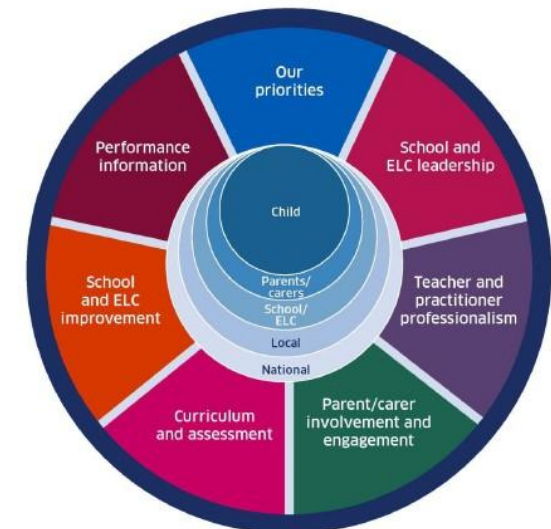 Our
priorities
School and
ELC leadership
Teacher and
practitioner
professionalism
Parent/carer
involvement and
engagement
Curriculum
and assessment
School
and ELC
improvement
Performance
information
Child
Parents/
carers
School/
ELC
Local
National